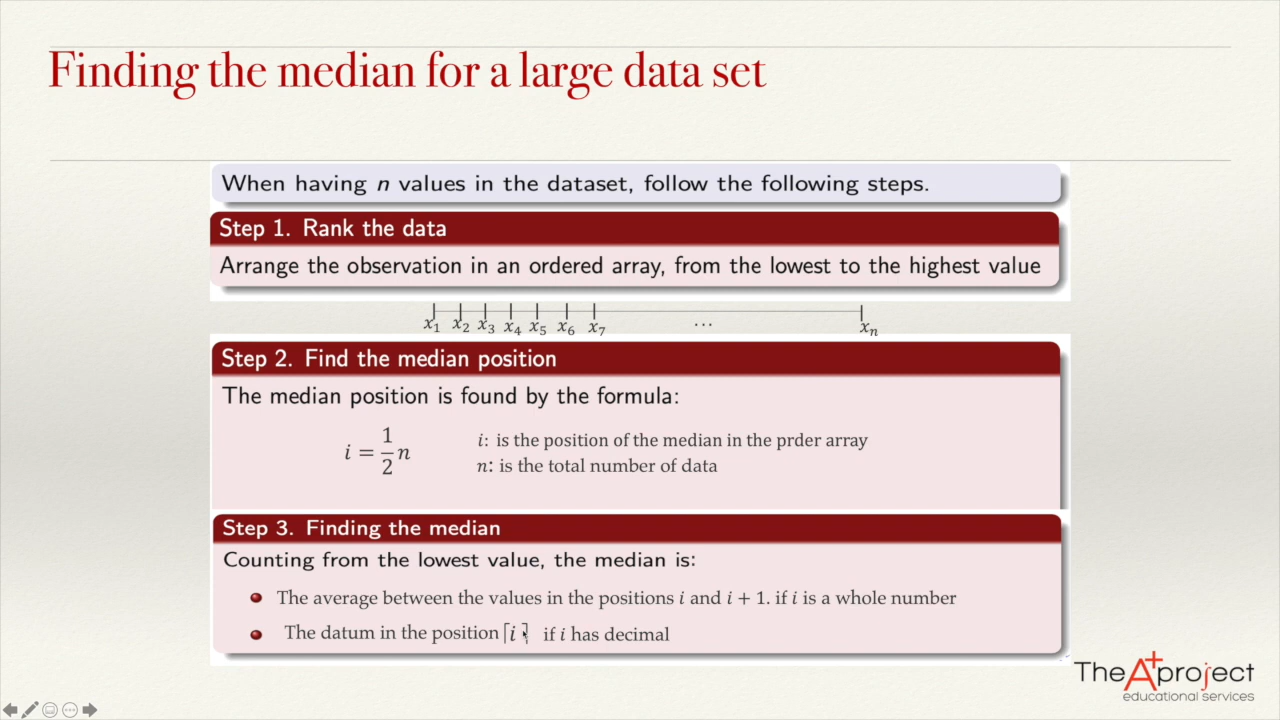 Finding the median for a large data set
When having n values in the dataset, follow the following steps.
Step 1. Rank the data
Arrange the observation in an ordered array, from the lowest to the highest value
x₁ x₂ x₃ x₄ x₅ x₆ x₇ ... xₙ
Step 2. Find the median position
The median position is found by the formula:
i = 1/2 n
i: is the position of the median in the prder array
n: is the total number of data
Step 3. Finding the median
Counting from the lowest value, the median is:
The average between the values in the positions i and i + 1. if i is a whole number
The datum in the position ⌈i⌉ if i has decimal
The A+ project
educational services